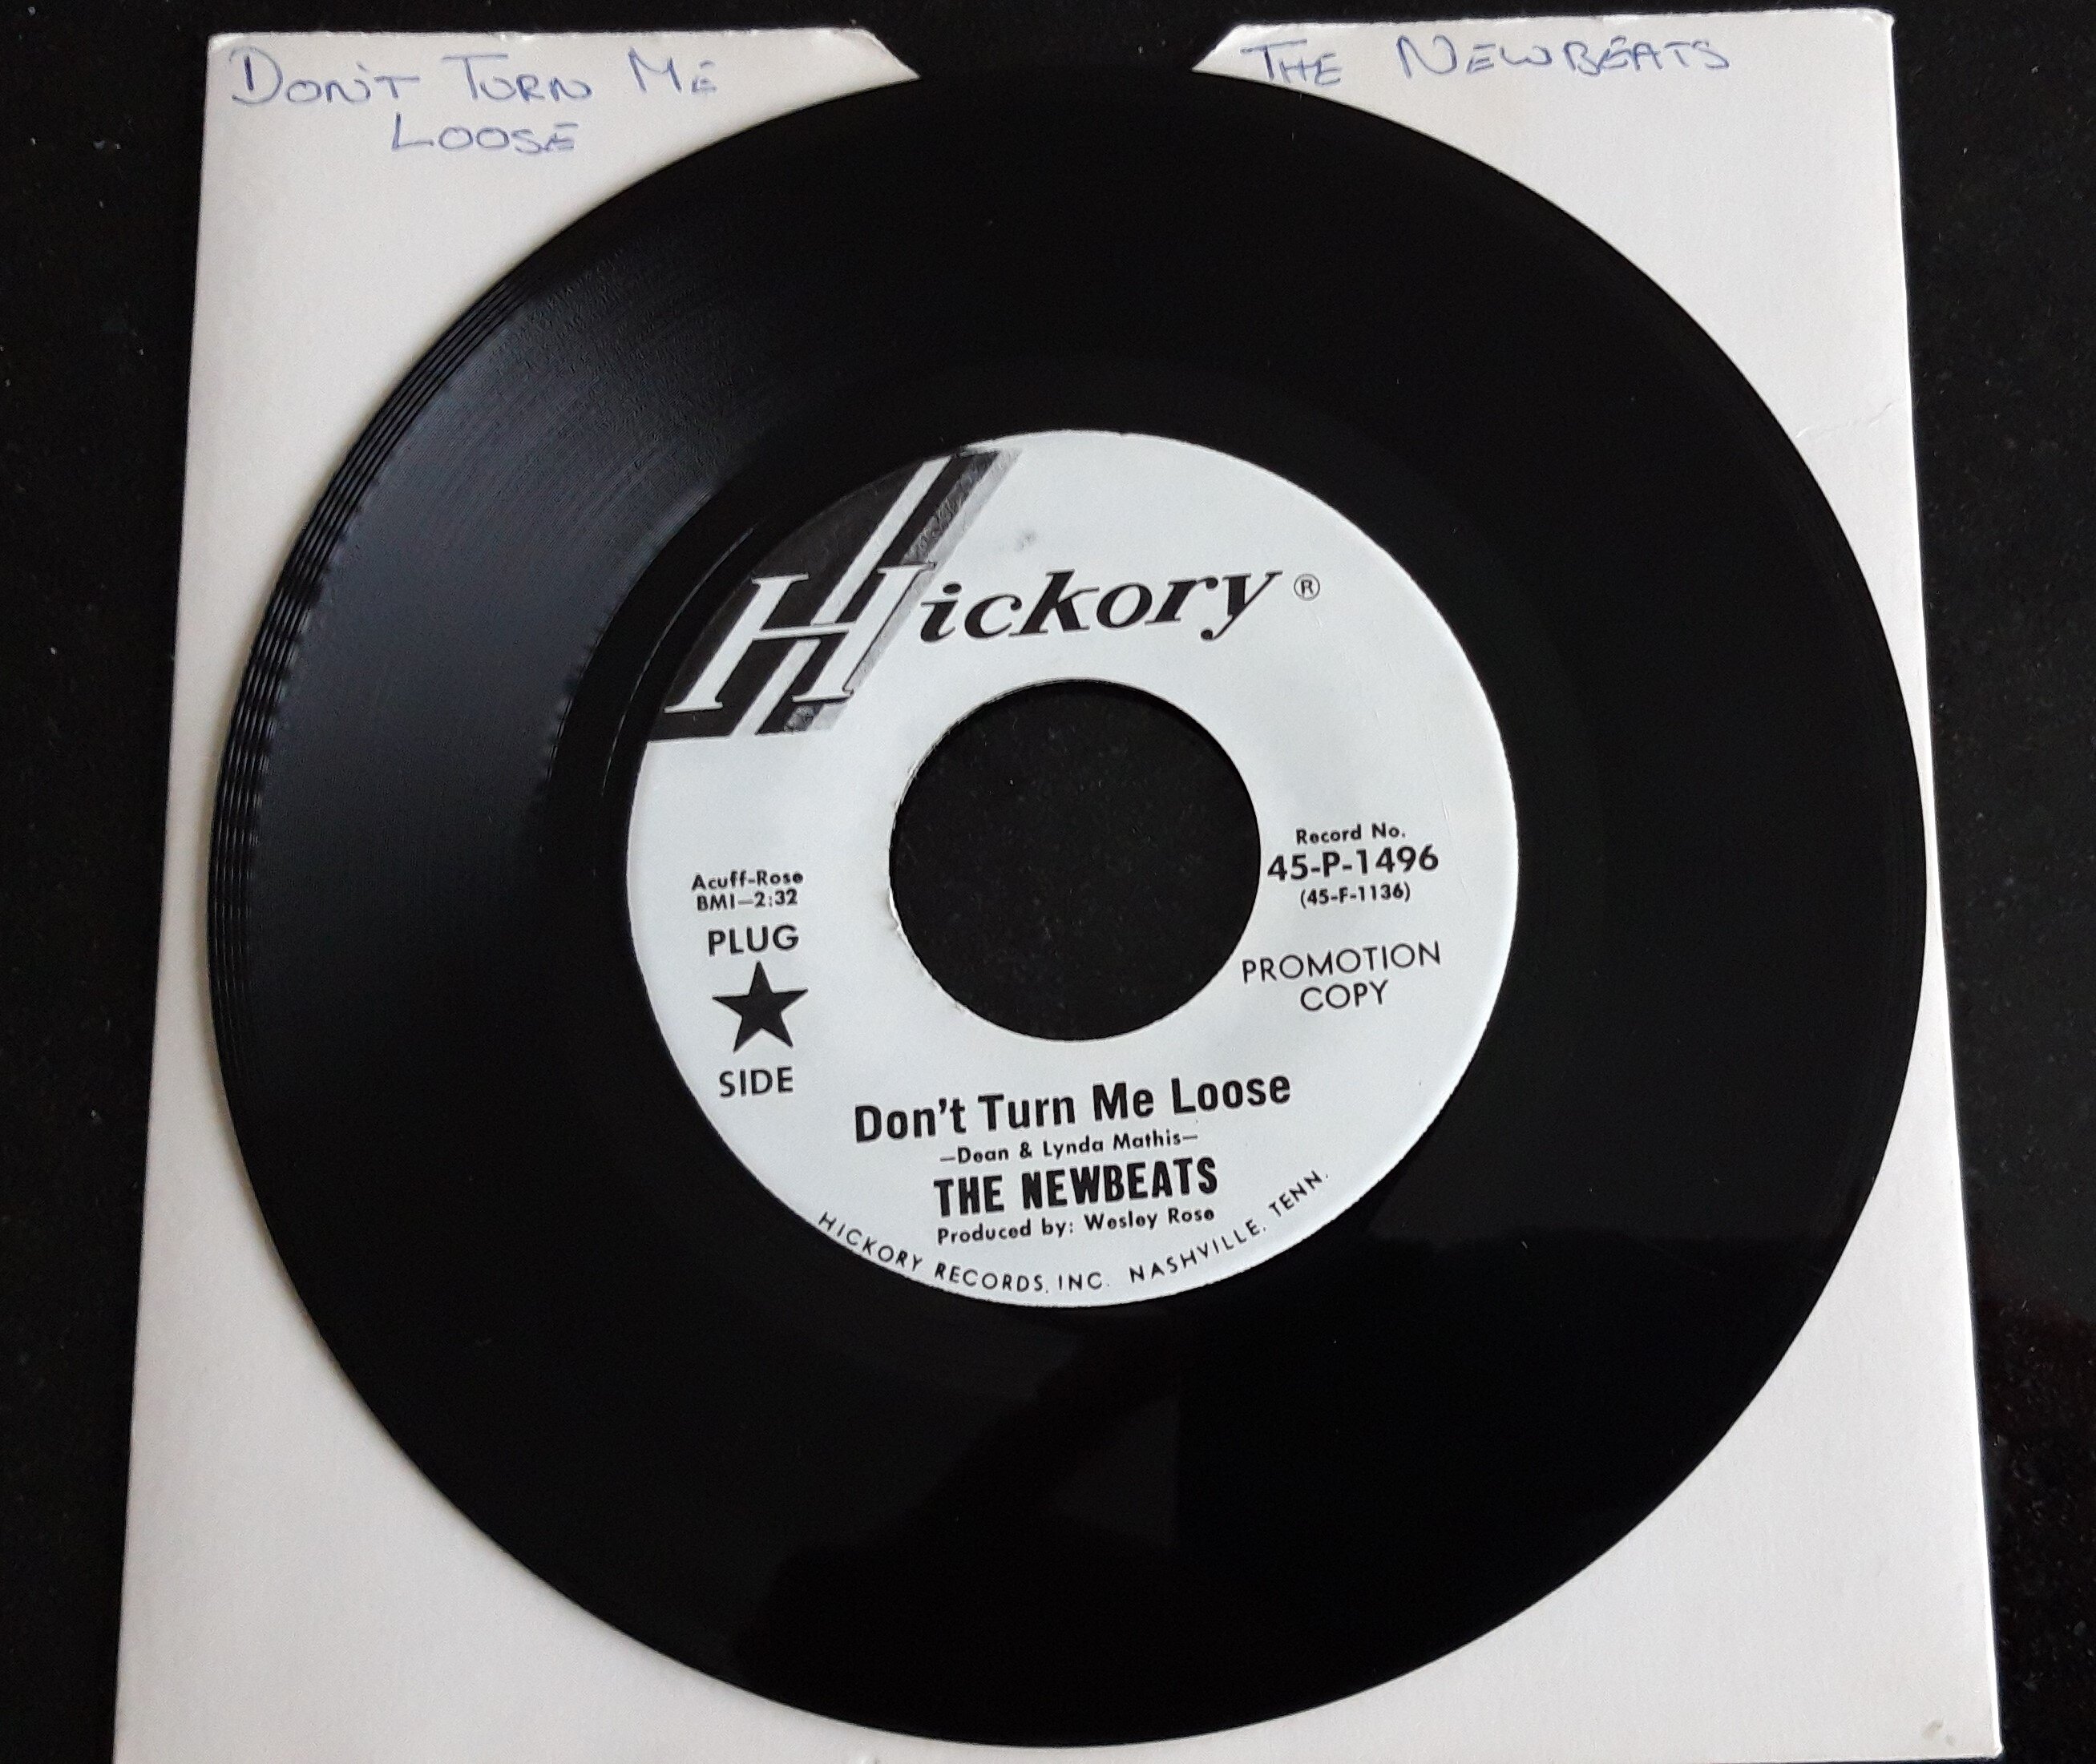 DON'T TURN ME
LOOSE
THE NEWBEATS
Hickory ®
Record No.
45-P-1496
(45-F-1136)
Acuff-Rose
BMI—2:32
PLUG
SIDE
PROMOTION
COPY
Don't Turn Me Loose
—Dean & Lynda Mathis—
THE NEWBEATS
Produced by: Wesley Rose
HICKORY RECORDS, INC. NASHVILLE, TENN.